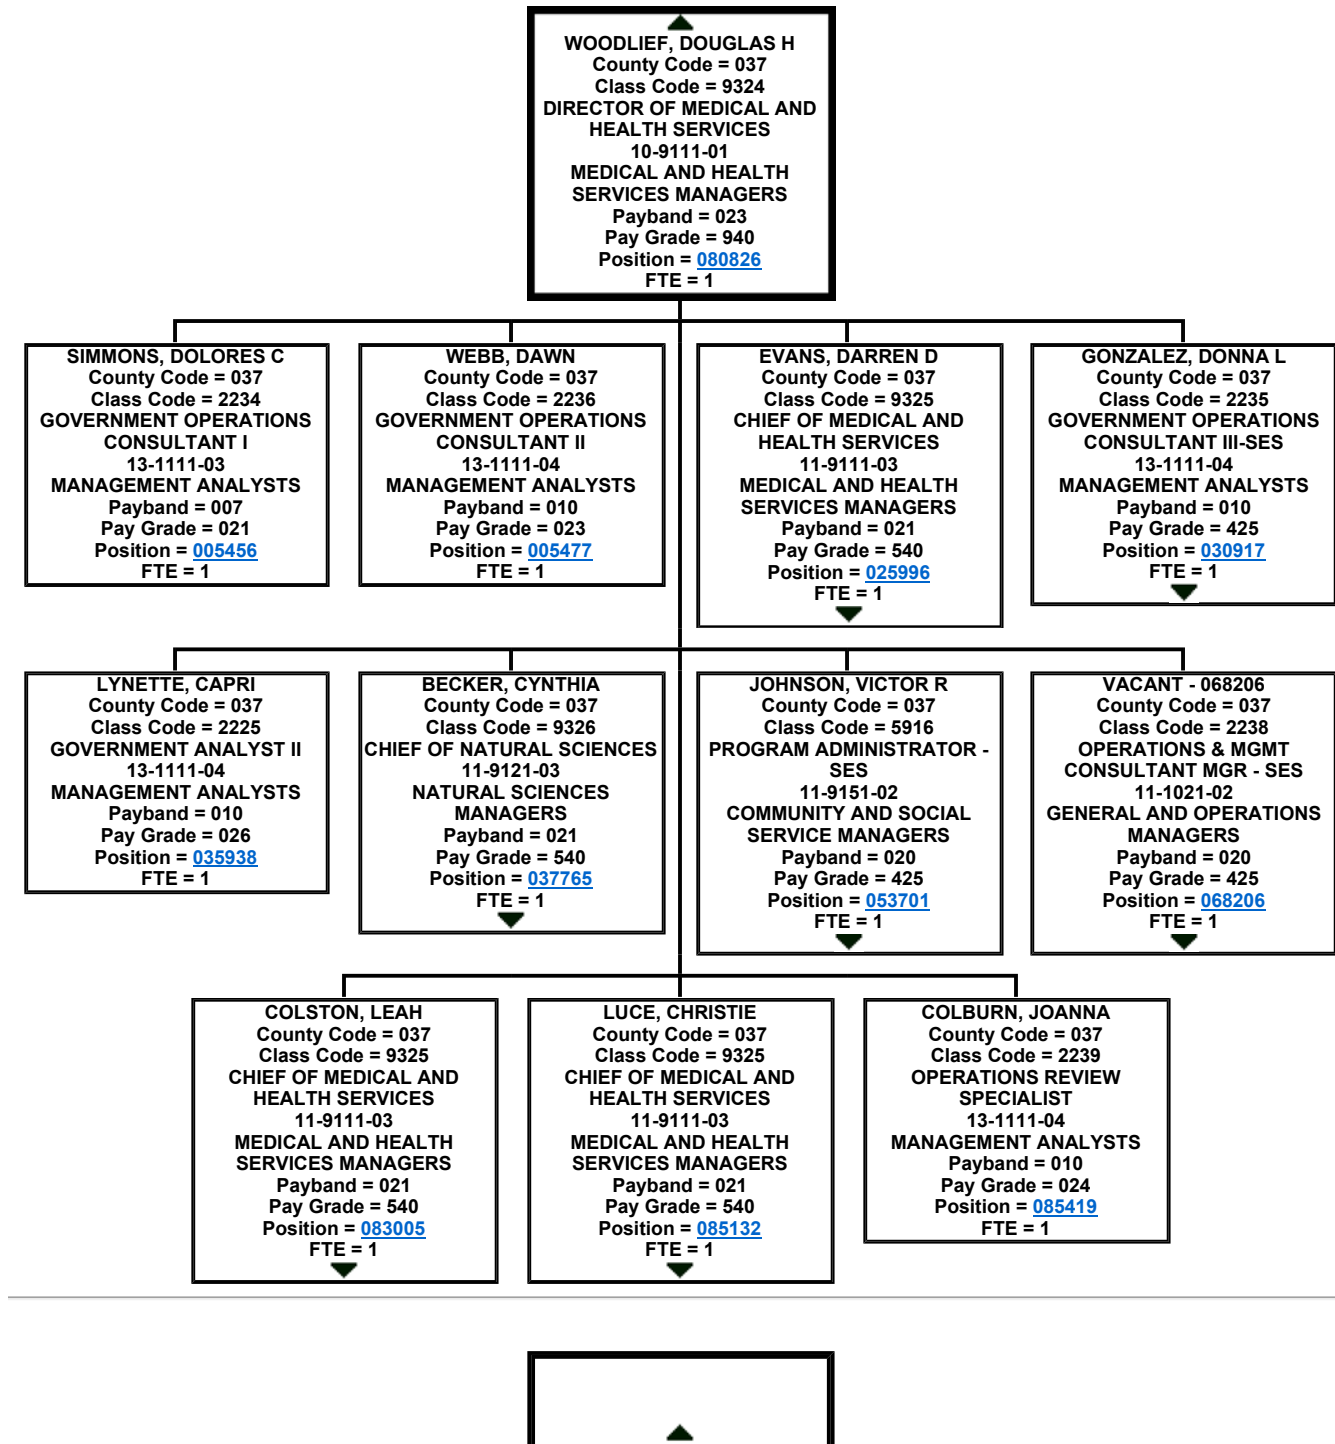 WOODLIEF, DOUGLAS H
County Code = 037
Class Code = 9324
DIRECTOR OF MEDICAL AND
HEALTH SERVICES
10-9111-01
MEDICAL AND HEALTH
SERVICES MANAGERS
Payband = 023
Pay Grade = 940
Position = 080826
FTE = 1
SIMMONS, DOLORES C
County Code = 037
Class Code = 2234
GOVERNMENT OPERATIONS
CONSULTANT I
13-1111-03
MANAGEMENT ANALYSTS
Payband = 007
Pay Grade = 021
Position = 005456
FTE = 1
WEBB, DAWN
County Code = 037
Class Code = 2236
GOVERNMENT OPERATIONS
CONSULTANT II
13-1111-04
MANAGEMENT ANALYSTS
Payband = 010
Pay Grade = 023
Position = 005477
FTE = 1
EVANS, DARREN D
County Code = 037
Class Code = 9325
CHIEF OF MEDICAL AND
HEALTH SERVICES
11-9111-03
MEDICAL AND HEALTH
SERVICES MANAGERS
Payband = 021
Pay Grade = 540
Position = 025996
FTE = 1
GONZALEZ, DONNA L
County Code = 037
Class Code = 2235
GOVERNMENT OPERATIONS
CONSULTANT III-SES
13-1111-04
MANAGEMENT ANALYSTS
Payband = 010
Pay Grade = 425
Position = 030917
FTE = 1
LYNETTE, CAPRI
County Code = 037
Class Code = 2225
GOVERNMENT ANALYST II
13-1111-04
MANAGEMENT ANALYSTS
Payband = 010
Pay Grade = 026
Position = 035938
FTE = 1
BECKER, CYNTHIA
County Code = 037
Class Code = 9326
CHIEF OF NATURAL SCIENCES
11-9121-03
NATURAL SCIENCES
MANAGERS
Payband = 021
Pay Grade = 540
Position = 037765
FTE = 1
JOHNSON, VICTOR R
County Code = 037
Class Code = 5916
PROGRAM ADMINISTRATOR -
SES
11-9151-02
COMMUNITY AND SOCIAL
SERVICE MANAGERS
Payband = 020
Pay Grade = 425
Position = 053701
FTE = 1
VACANT - 068206
County Code = 037
Class Code = 2238
OPERATIONS & MGMT
CONSULTANT MGR - SES
11-1021-02
GENERAL AND OPERATIONS
MANAGERS
Payband = 020
Pay Grade = 425
Position = 068206
FTE = 1
COLSTON, LEAH
County Code = 037
Class Code = 9325
CHIEF OF MEDICAL AND
HEALTH SERVICES
11-9111-03
MEDICAL AND HEALTH
SERVICES MANAGERS
Payband = 021
Pay Grade = 540
Position = 083005
FTE = 1
LUCE, CHRISTIE
County Code = 037
Class Code = 9325
CHIEF OF MEDICAL AND
HEALTH SERVICES
11-9111-03
MEDICAL AND HEALTH
SERVICES MANAGERS
Payband = 021
Pay Grade = 540
Position = 085132
FTE = 1
COLBURN, JOANNA
County Code = 037
Class Code = 2239
OPERATIONS REVIEW
SPECIALIST
13-1111-04
MANAGEMENT ANALYSTS
Payband = 010
Pay Grade = 024
Position = 085419
FTE = 1